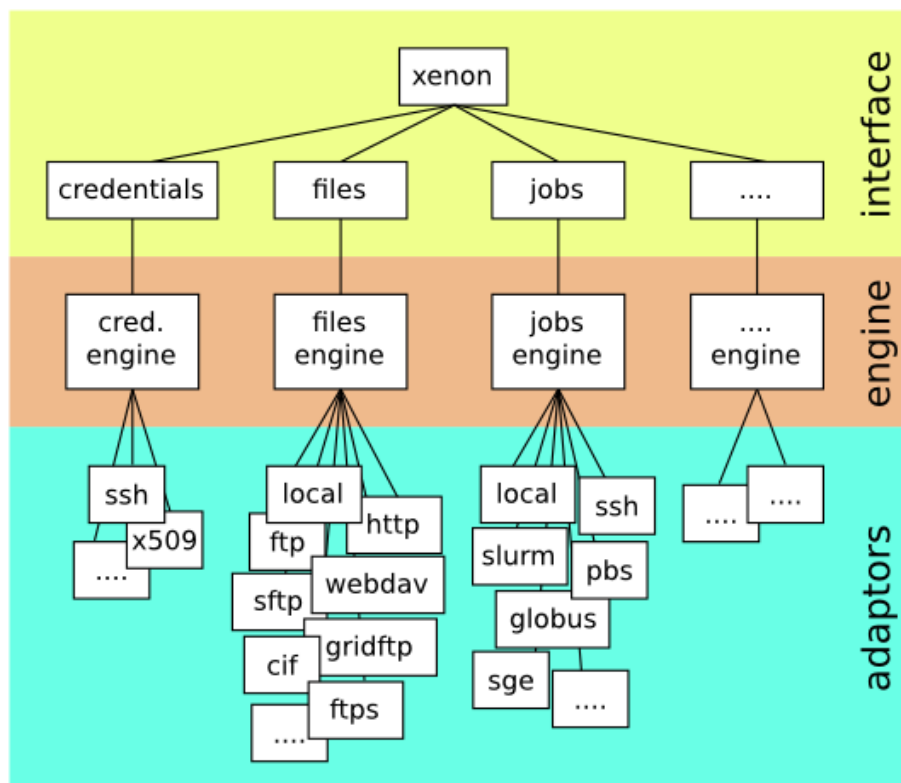 xenon
interface
credentials
files
jobs
....
engine
cred.
engine
files
engine
jobs
engine
....
engine
adaptors
ssh
x509
....
local
http
ftp
webdav
sftp
gridftp
cif
ftps
....
local
ssh
slurm
pbs
globus
sge
....
....
....